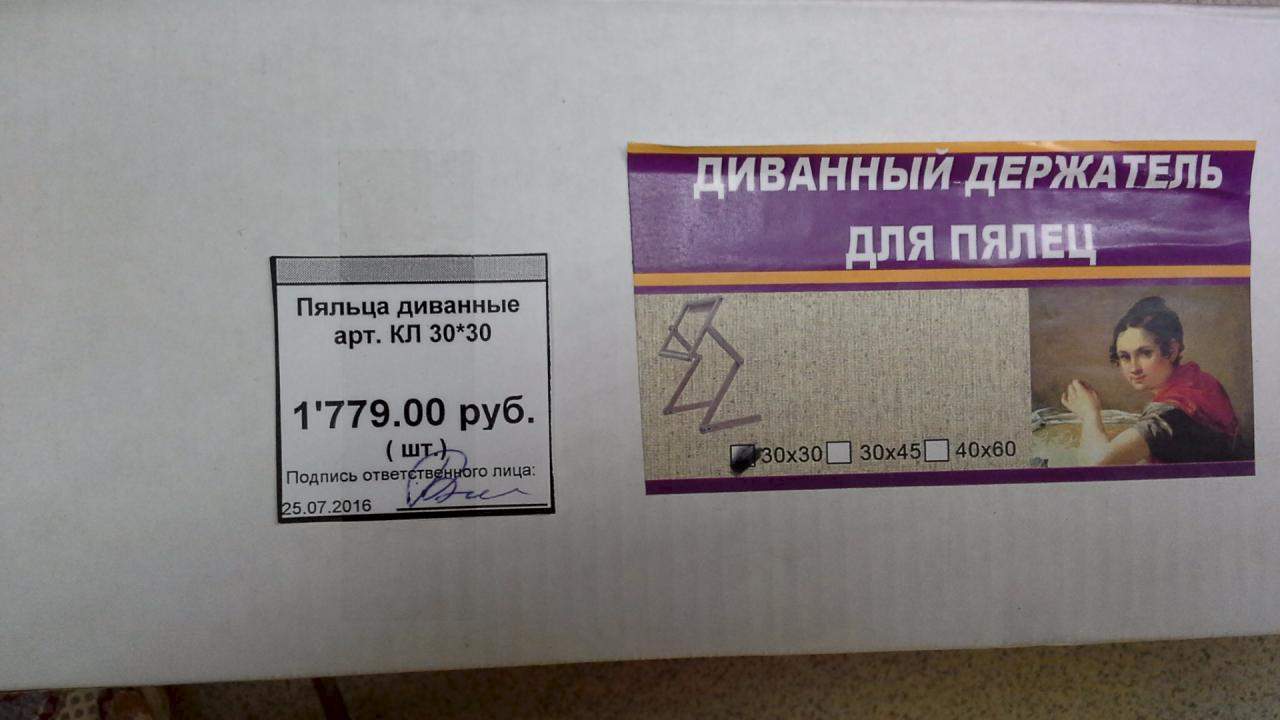 Пяльца диванные
арт. КЛ 30*30
1'779.00 руб.
( шт.)
Подпись ответственного лица:
25.07.2016
ДИВАННЫЙ ДЕРЖАТЕЛЬ
ДЛЯ ПЯЛЕЦ
30х30 30х45 40х60